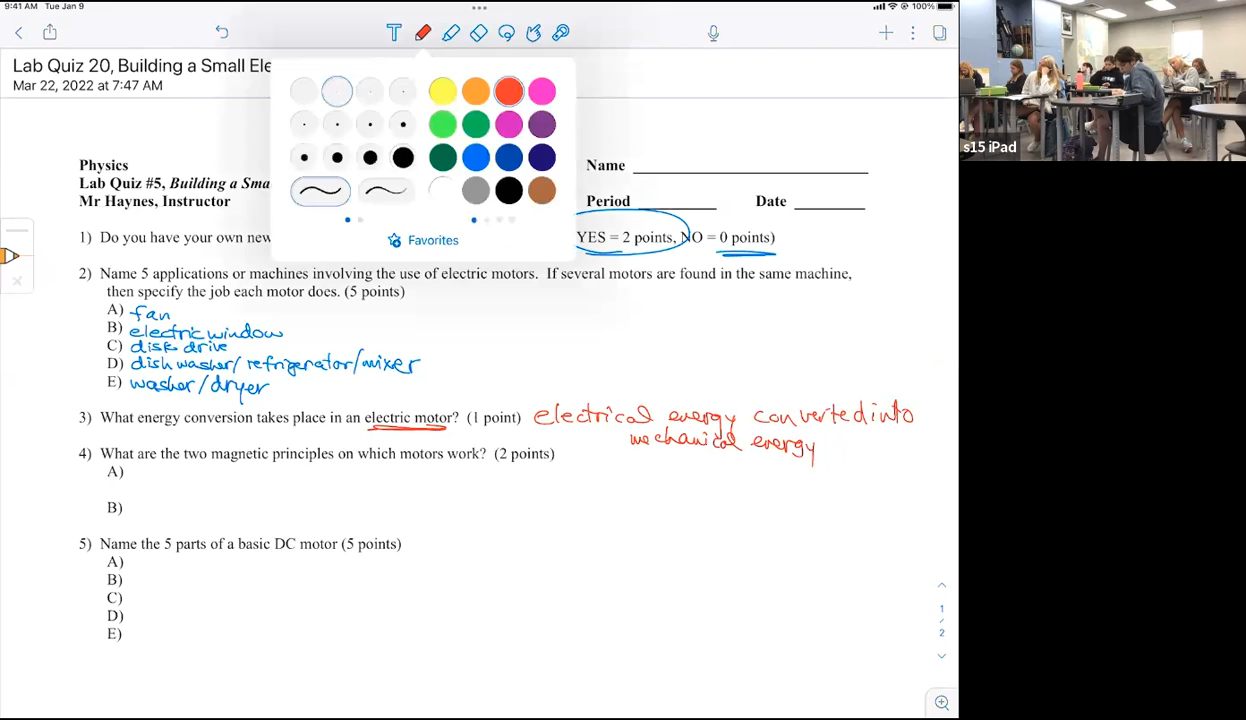 9:41 AM Tue Jan 9
100%
Lab Quiz 20, Building a Small Ele
Mar 22, 2022 at 7:47 AM
Favorites
s15 iPad
Physics
Name
Lab Quiz #5, Building a Sma
Mr Haynes, Instructor
Period
Date
1) Do you have your own new
YES = 2 points, NO = 0 points)
2) Name 5 applications or machines involving the use of electric motors. If several motors are found in the same machine,
then specify the job each motor does. (5 points)
A) fan
B) electric window
C) disk drive
D) dishwasher/refrigerator/mixer
E) washer/dryer
3) What energy conversion takes place in an electric motor? (1 point) electrical energy converted into
mechanical energy
4) What are the two magnetic principles on which motors work? (2 points)
A)
B)
5) Name the 5 parts of a basic DC motor (5 points)
A)
B)
C)
D)
E)
1
/
2